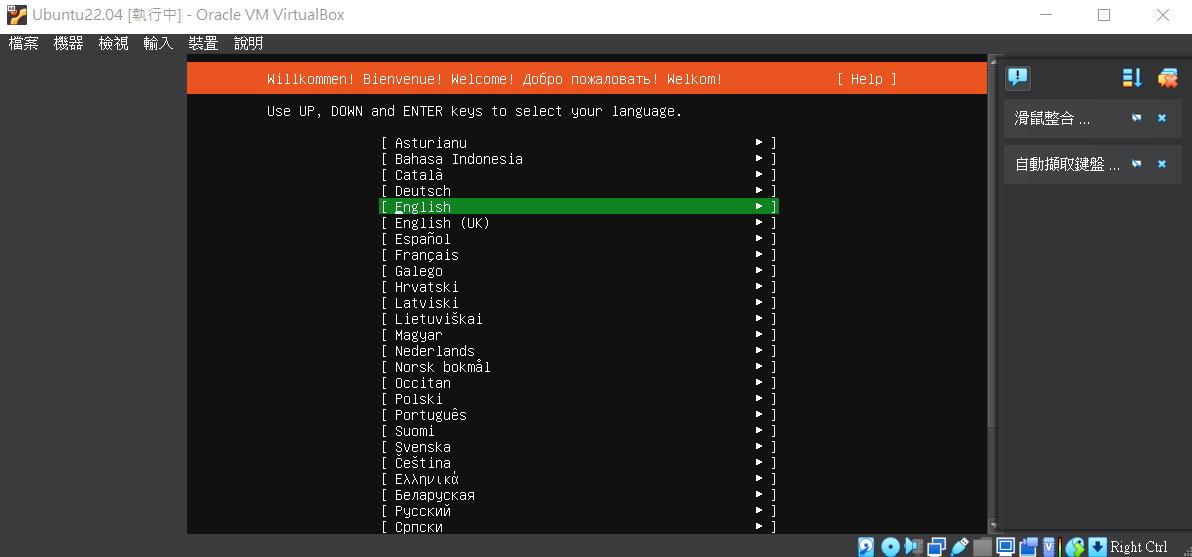 Ubuntu22.04 [執行中] - Oracle VM VirtualBox
檔案 機器 檢視 輸入 裝置 說明
Willkommen! Bienvenue! Welcome! Добро пожаловать! Welkom! [ Help ]
Use UP, DOWN and ENTER keys to select your language.
[ Asturianu ▸ ]
[ Bahasa Indonesia ▸ ]
[ Català ▸ ]
[ Deutsch ▸ ]
[ English ▸ ]
[ English (UK) ▸ ]
[ Español ▸ ]
[ Français ▸ ]
[ Galego ▸ ]
[ Hrvatski ▸ ]
[ Latviski ▸ ]
[ Lietuviškai ▸ ]
[ Magyar ▸ ]
[ Nederlands ▸ ]
[ Norsk bokmål ▸ ]
[ Occitan ▸ ]
[ Polski ▸ ]
[ Português ▸ ]
[ Suomi ▸ ]
[ Svenska ▸ ]
[ Čeština ▸ ]
[ Ελληνικά ▸ ]
[ Беларуская ▸ ]
[ Русский ▸ ]
[ Српски ▸ ]
滑鼠整合 ...
自動擷取鍵盤 ...
Right Ctrl